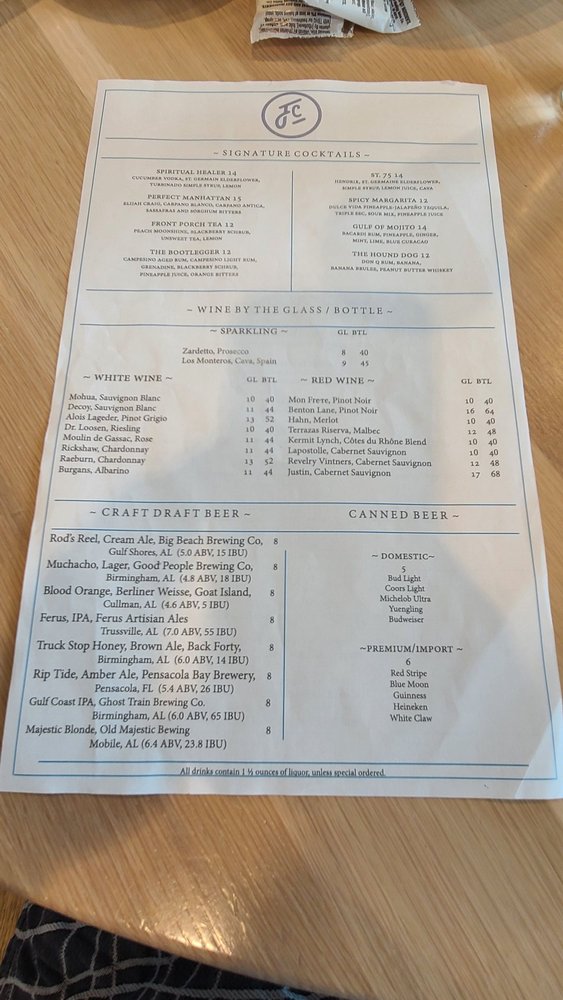 FC
~ SIGNATURE COCKTAILS ~
SPIRITUAL HEALER 14
CUCUMBER VODKA, ST. GERMAIN ELDERFLOWER,
TURBINADO SIMPLE SYRUP, LEMON
PERFECT MANHATTAN 15
ELIJAH CRAIG, CARPANO BLANCO, CARPANO ANTICA,
SASSAFRAS AND SORGHUM BITTERS
FRONT PORCH TEA 12
PEACH MOONSHINE, BLACKBERRY SCHRUB,
UNSWEET TEA, LEMON
THE BOOTLEGGER 12
CAMPESINO AGED RUM, CAMPESINO LIGHT RUM,
GRENADINE, BLACKBERRY SCHRUB,
PINEAPPLE JUICE, ORANGE BITTERS
ST. 75 14
HENDRIX, ST. GERMAINE ELDERFLOWER,
SIMPLE SYRUP, LEMON JUICE, CAVA
SPICY MARGARITA 12
DULCE VIDA PINEAPPLE-JALAPEÑO TEQUILA,
TRIPLE SEC, SOUR MIX, PINEAPPLE JUICE
GULF OF MOJITO 14
BACARDI RUM, PINEAPPLE, GINGER,
MINT, LIME, BLUE CURACAO
THE HOUND DOG 12
DON Q RUM, BANANA,
BANANA BRULEE, PEANUT BUTTER WHISKEY
~ WINE BY THE GLASS / BOTTLE ~
~ SPARKLING ~ GL BTL
Zardetto, Prosecco 8 40
Los Monteros, Cava, Spain 9 45
~ WHITE WINE ~ GL BTL
Mohua, Sauvignon Blanc 10 40
Decoy, Sauvignon Blanc 11 44
Alois Lageder, Pinot Grigio 13 52
Dr. Loosen, Riesling 10 40
Moulin de Gassac, Rose 11 44
Rickshaw, Chardonnay 11 44
Raeburn, Chardonnay 13 52
Burgans, Albarino 11 44
~ RED WINE ~ GL BTL
Mon Freve, Pinot Noir 10 40
Benton Lane, Pinot Noir 16 64
Hahn, Merlot 10 40
Terrazas Riserva, Malbec 12 48
Kermit Lynch, Côtes du Rhône Blend 10 40
Lapostolle, Cabernet Sauvignon 10 40
Revelry Vintners, Cabernet Sauvignon 12 48
Justin, Cabernet Sauvignon 17 68
~ CRAFT DRAFT BEER ~
Rod's Reel, Cream Ale, Big Beach Brewing Co, 8
Gulf Shores, AL (5.0 ABV, 15 IBU)
Muchacho, Lager, Good People Brewing Co, 8
Birmingham, AL (4.8 ABV, 18 IBU)
Blood Orange, Berliner Weisse, Goat Island, 8
Cullman, AL (4.6 ABV, 5 IBU)
Ferus, IPA, Ferus Artisian Ales 8
Trussville, AL (7.0 ABV, 55 IBU)
Truck Stop Honey, Brown Ale, Back Forty, 8
Birmingham, AL (6.0 ABV, 14 IBU)
Rip Tide, Amber Ale, Pensacola Bay Brewery, 8
Pensacola, FL (5.4 ABV, 26 IBU)
Gulf Coast IPA, Ghost Train Brewing Co. 8
Birmingham, AL (6.0 ABV, 65 IBU)
Majestic Blonde, Old Majestic Bewing 8
Mobile, AL (6.4 ABV, 23.8 IBU)
CANNED BEER ~
~ DOMESTIC~
5
Bud Light
Coors Light
Michelob Ultra
Yuengling
Budweiser
~PREMIUM/IMPORT ~
6
Red Stripe
Blue Moon
Guinness
Heineken
White Claw
All drinks contain 1 ½ ounces of liquor, unless special ordered.